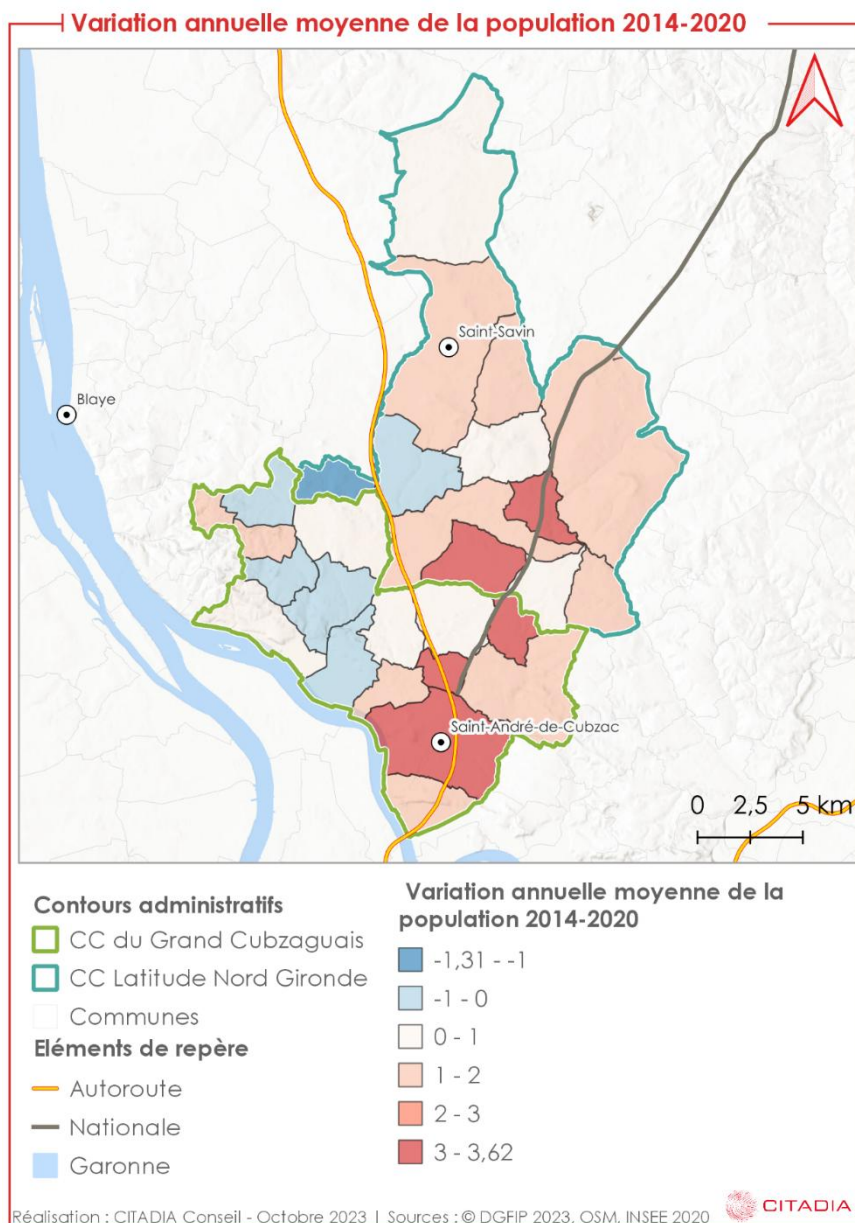 Variation annuelle moyenne de la population 2014-2020
Saint-Savin
Blaye
Saint-André-de-Cubzac
0 2,5 5 km
Contours administratifs
CC du Grand Cubzaguais
CC Latitude Nord Gironde
Communes
Eléments de repère
Autoroute
Nationale
Garonne
Variation annuelle moyenne de la
population 2014-2020
-1,31 - -1
-1 - 0
0 - 1
1 - 2
2 - 3
3 - 3,62
Réalisation : CITADIA Conseil - Octobre 2023 | Sources : © DGFIP 2023, OSM, INSEE 2020
CITADIA